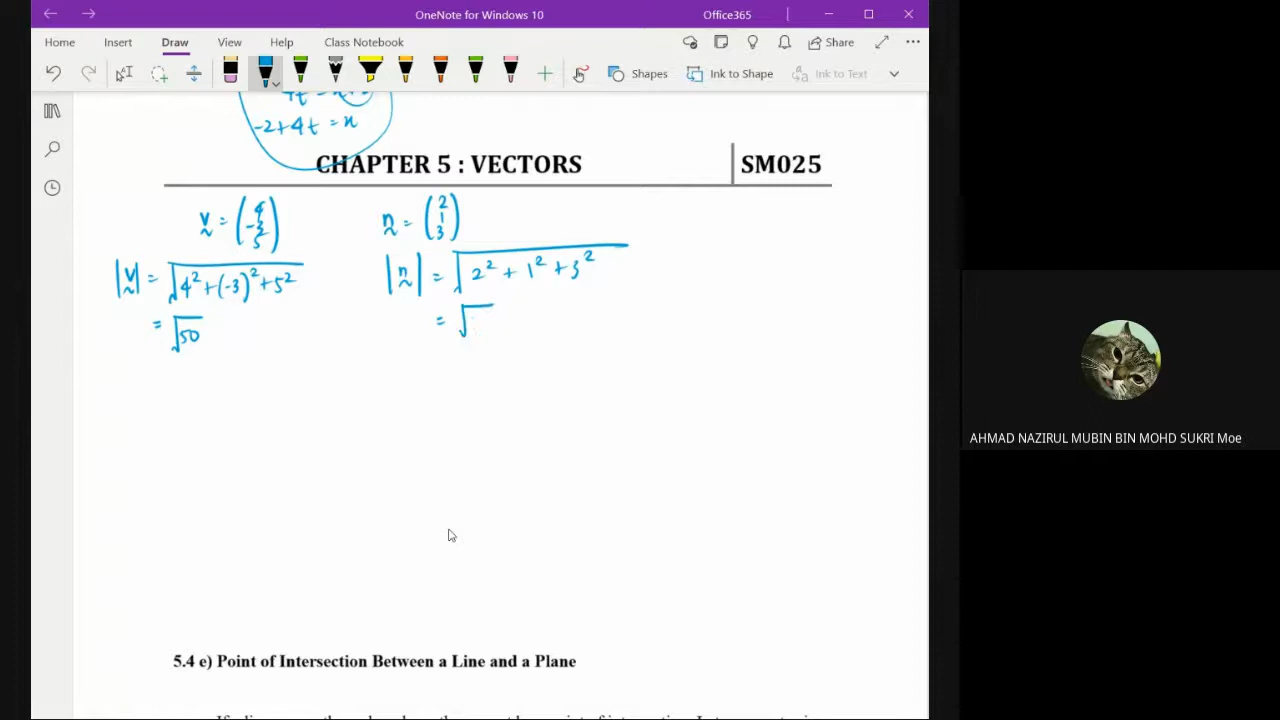 OneNote for Windows 10
Office365
Home Insert Draw View Help Class Notebook
Share
Shapes
Ink to Shape
Ink to Text
-2+4t = x
CHAPTER 5 : VECTORS
SM025
v = (4 -3 5) n = (2 1 3)
|v| = √4² + (-3)² + 5² |n| = √2² + 1² + 3²
= √50 = √
5.4 e) Point of Intersection Between a Line and a Plane
AHMAD NAZIRUL MUBIN BIN MOHD SUKRI Moe